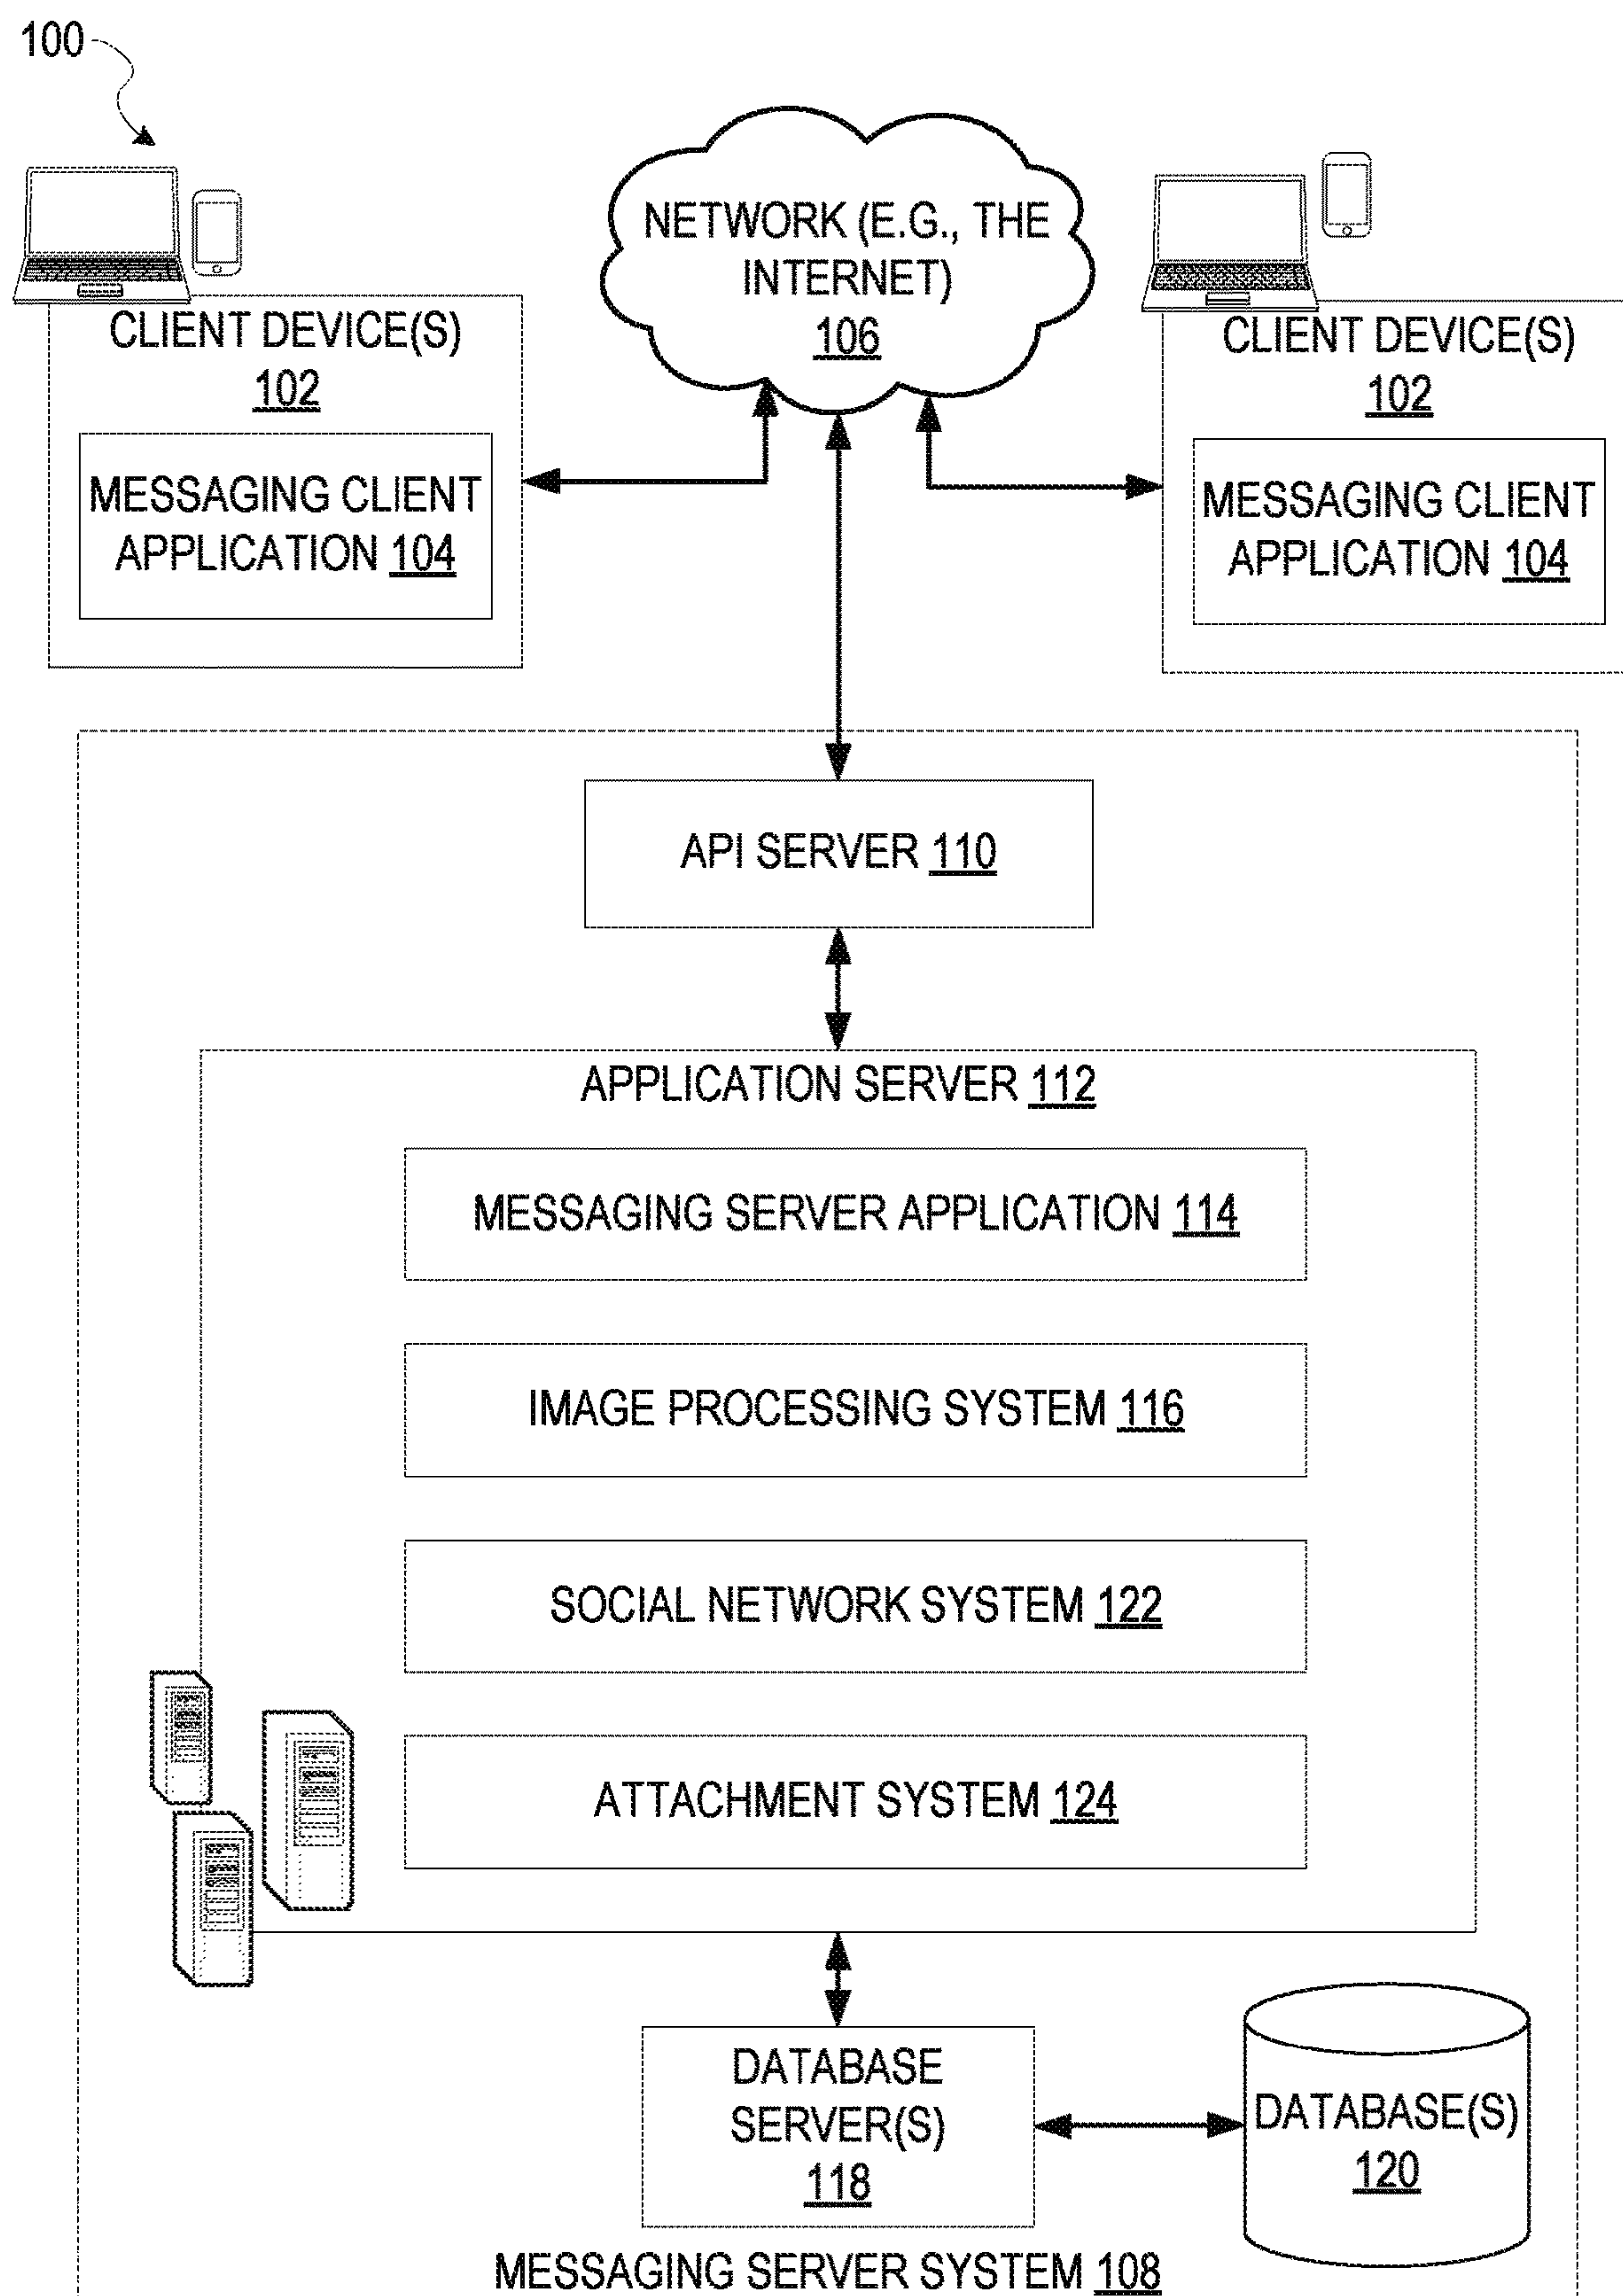 100
NETWORK (E.G., THE
INTERNET)
106
CLIENT DEVICE(S)
102
MESSAGING CLIENT
APPLICATION 104
CLIENT DEVICE(S)
102
MESSAGING CLIENT
APPLICATION 104
API SERVER 110
APPLICATION SERVER 112
MESSAGING SERVER APPLICATION 114
IMAGE PROCESSING SYSTEM 116
SOCIAL NETWORK SYSTEM 122
ATTACHMENT SYSTEM 124
DATABASE
SERVER(S)
118
DATABASE(S)
120
MESSAGING SERVER SYSTEM 108